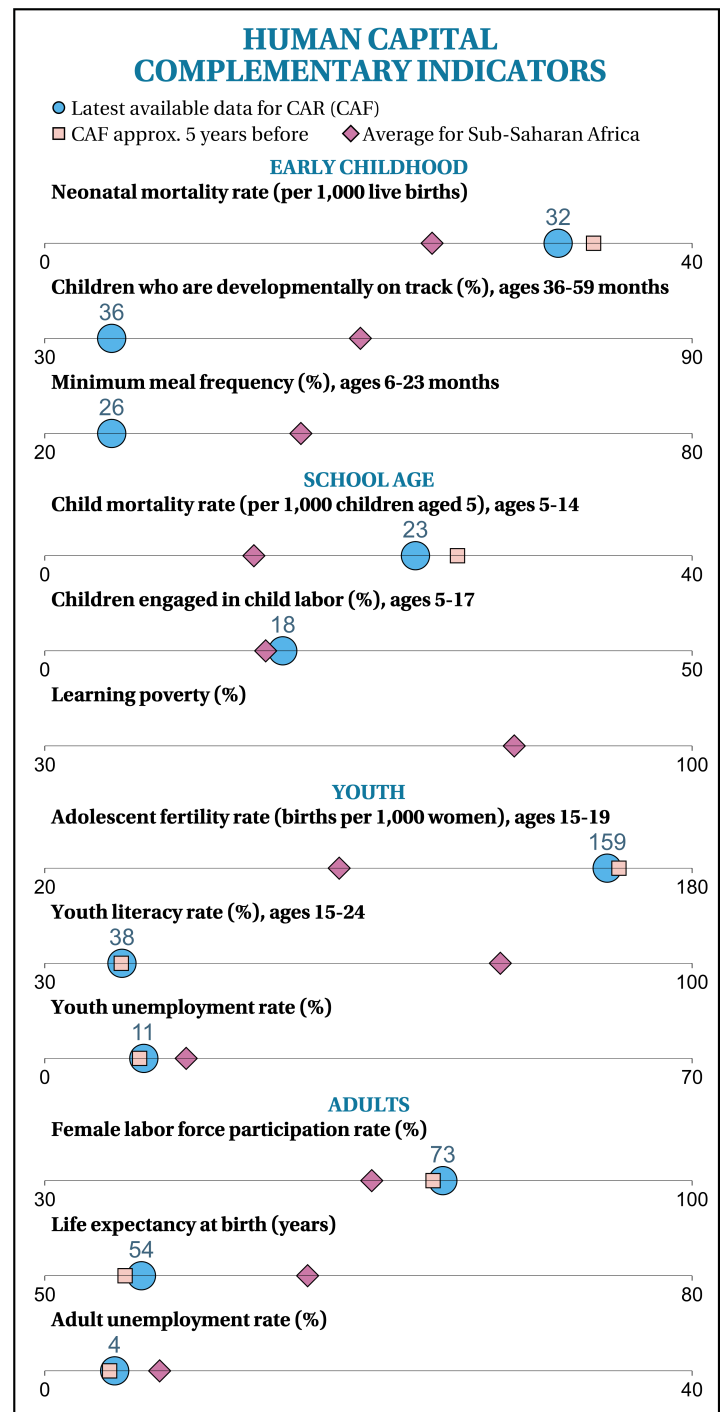 HUMAN CAPITAL
COMPLEMENTARY INDICATORS
Latest available data for CAR (CAF)
CAF approx. 5 years before Average for Sub-Saharan Africa
EARLY CHILDHOOD
Neonatal mortality rate (per 1,000 live births)
32
0 40
Children who are developmentally on track (%), ages 36-59 months
36
30 90
Minimum meal frequency (%), ages 6-23 months
26
20 80
SCHOOL AGE
Child mortality rate (per 1,000 children aged 5), ages 5-14
23
0 40
Children engaged in child labor (%), ages 5-17
18
0 50
Learning poverty (%)
30 100
YOUTH
Adolescent fertility rate (births per 1,000 women), ages 15-19
159
20 180
Youth literacy rate (%), ages 15-24
38
30 100
Youth unemployment rate (%)
11
0 70
ADULTS
Female labor force participation rate (%)
73
30 100
Life expectancy at birth (years)
54
50 80
Adult unemployment rate (%)
4
0 40